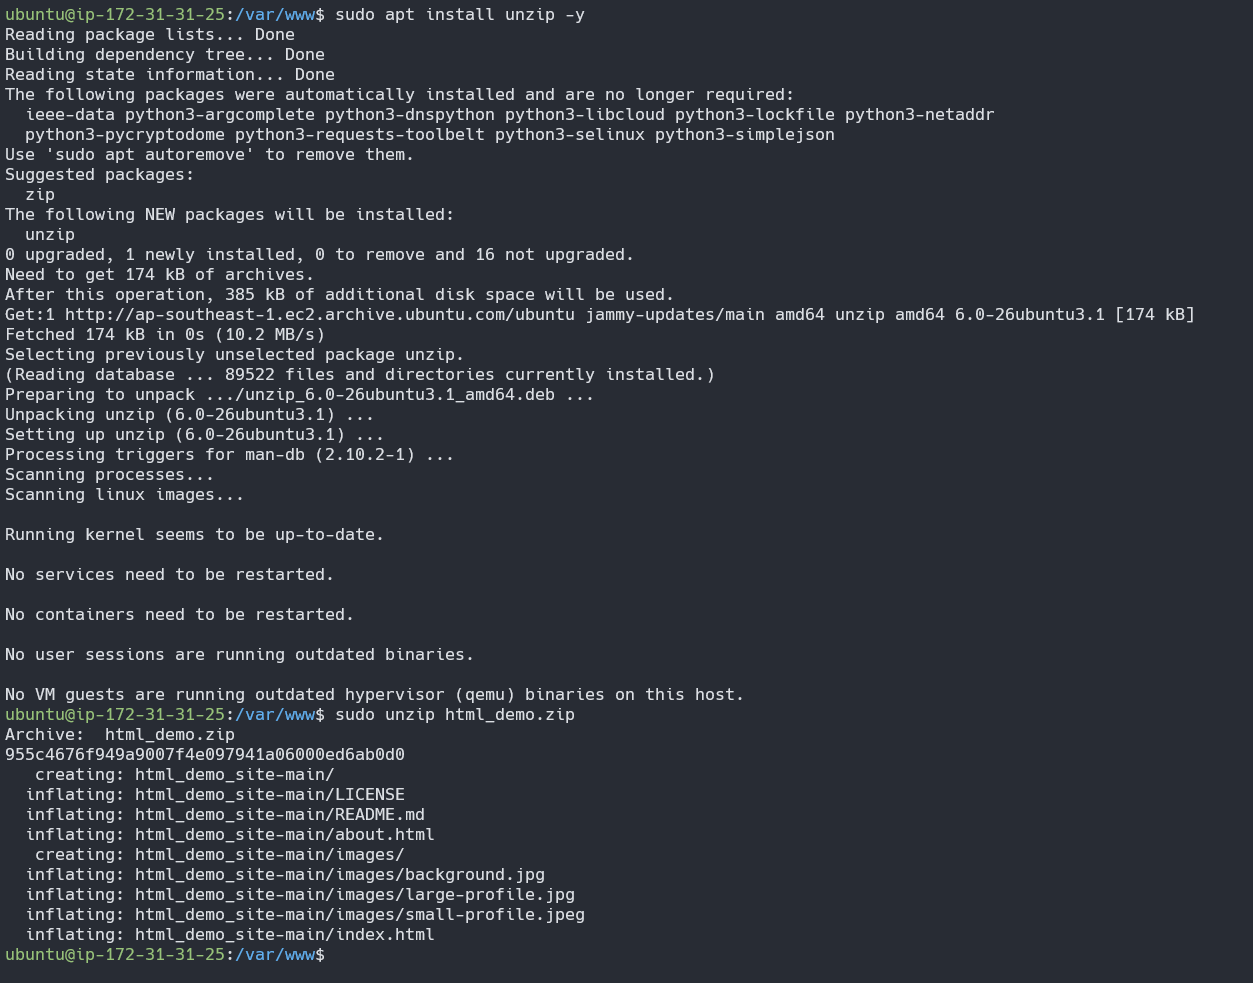 ubuntu@ip-172-31-31-25:/var/www$ sudo apt install unzip -y
Reading package lists... Done
Building dependency tree... Done
Reading state information... Done
The following packages were automatically installed and are no longer required:
  ieee-data python3-argcomplete python3-dnspython python3-libcloud python3-lockfile python3-netaddr
  python3-pycryptodome python3-requests-toolbelt python3-selinux python3-simplejson
Use 'sudo apt autoremove' to remove them.
Suggested packages:
  zip
The following NEW packages will be installed:
  unzip
0 upgraded, 1 newly installed, 0 to remove and 16 not upgraded.
Need to get 174 kB of archives.
After this operation, 385 kB of additional disk space will be used.
Get:1 http://ap-southeast-1.ec2.archive.ubuntu.com/ubuntu jammy-updates/main amd64 unzip amd64 6.0-26ubuntu3.1 [174 kB]
Fetched 174 kB in 0s (10.2 MB/s)
Selecting previously unselected package unzip.
(Reading database ... 89522 files and directories currently installed.)
Preparing to unpack .../unzip_6.0-26ubuntu3.1_amd64.deb ...
Unpacking unzip (6.0-26ubuntu3.1) ...
Setting up unzip (6.0-26ubuntu3.1) ...
Processing triggers for man-db (2.10.2-1) ...
Scanning processes...
Scanning linux images...

Running kernel seems to be up-to-date.

No services need to be restarted.

No containers need to be restarted.

No user sessions are running outdated binaries.

No VM guests are running outdated hypervisor (qemu) binaries on this host.
ubuntu@ip-172-31-31-25:/var/www$ sudo unzip html_demo.zip
Archive:  html_demo.zip
955c4676f949a9007f4e097941a06000ed6ab0d0
   creating: html_demo_site-main/
  inflating: html_demo_site-main/LICENSE
  inflating: html_demo_site-main/README.md
  inflating: html_demo_site-main/about.html
   creating: html_demo_site-main/images/
  inflating: html_demo_site-main/images/background.jpg
  inflating: html_demo_site-main/images/large-profile.jpg
  inflating: html_demo_site-main/images/small-profile.jpeg
  inflating: html_demo_site-main/index.html
ubuntu@ip-172-31-31-25:/var/www$